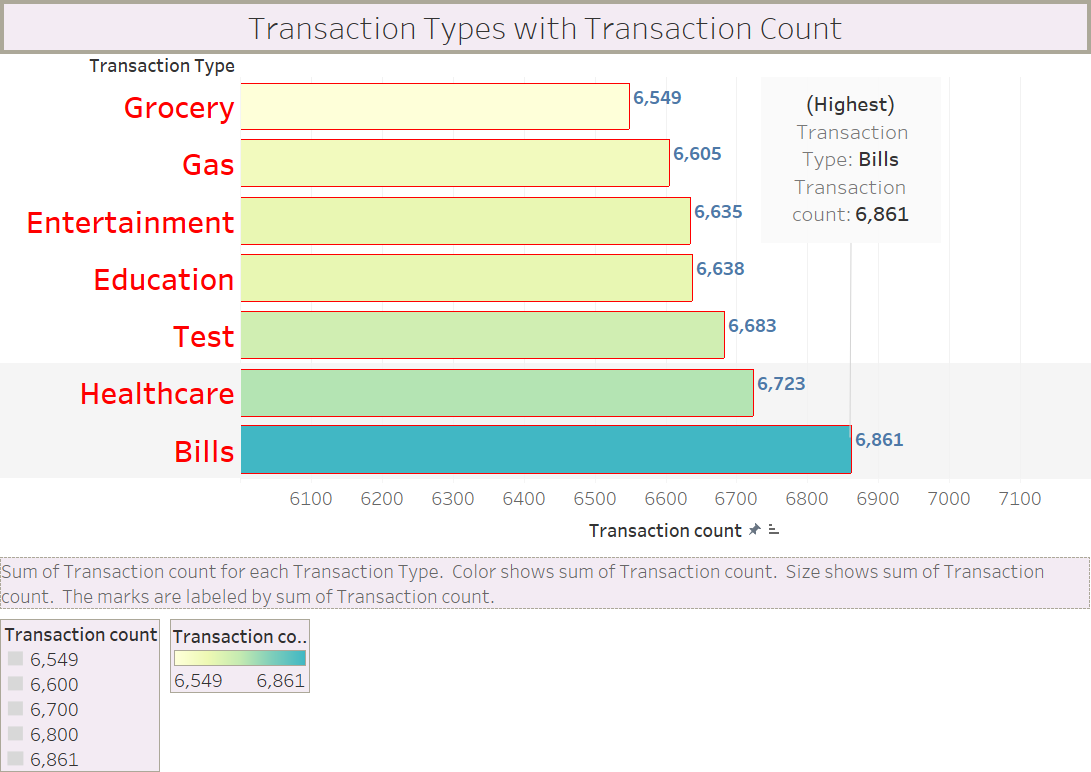 Transaction Types with Transaction Count
Transaction Type
Grocery 6,549
Gas 6,605
Entertainment 6,635
Education 6,638
Test 6,683
Healthcare 6,723
Bills 6,861
(Highest)
Transaction
Type: Bills
Transaction
count: 6,861
6100 6200 6300 6400 6500 6600 6700 6800 6900 7000 7100
Transaction count
Sum of Transaction count for each Transaction Type.  Color shows sum of Transaction count.  Size shows sum of Transaction
count.  The marks are labeled by sum of Transaction count.
Transaction count
6,549
6,600
6,700
6,800
6,861
Transaction co..
6,549 6,861